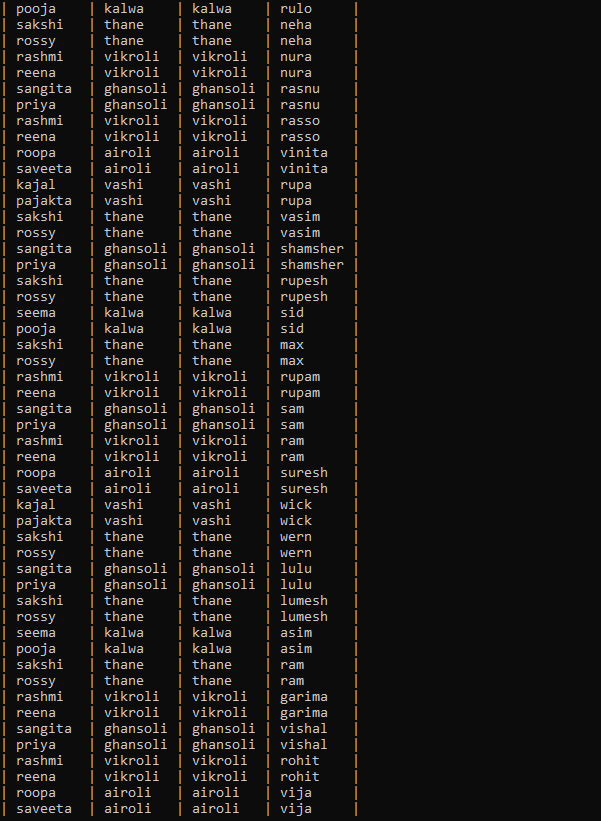 | pooja | kalwa | kalwa | rulo |
| sakshi | thane | thane | neha |
| rossy | thane | thane | neha |
| rashmi | vikroli | vikroli | nura |
| reena | vikroli | vikroli | nura |
| sangita | ghansoli | ghansoli | rasnu |
| priya | ghansoli | ghansoli | rasnu |
| rashmi | vikroli | vikroli | rasso |
| reena | vikroli | vikroli | rasso |
| roopa | airoli | airoli | vinita |
| saveeta | airoli | airoli | vinita |
| kajal | vashi | vashi | rupa |
| pajakta | vashi | vashi | rupa |
| sakshi | thane | thane | vasim |
| rossy | thane | thane | vasim |
| sangita | ghansoli | ghansoli | shamsher |
| priya | ghansoli | ghansoli | shamsher |
| sakshi | thane | thane | rupesh |
| rossy | thane | thane | rupesh |
| seema | kalwa | kalwa | sid |
| pooja | kalwa | kalwa | sid |
| sakshi | thane | thane | max |
| rossy | thane | thane | max |
| rashmi | vikroli | vikroli | rupam |
| reena | vikroli | vikroli | rupam |
| sangita | ghansoli | ghansoli | sam |
| priya | ghansoli | ghansoli | sam |
| rashmi | vikroli | vikroli | ram |
| reena | vikroli | vikroli | ram |
| roopa | airoli | airoli | suresh |
| saveeta | airoli | airoli | suresh |
| kajal | vashi | vashi | wick |
| pajakta | vashi | vashi | wick |
| sakshi | thane | thane | wern |
| rossy | thane | thane | wern |
| sangita | ghansoli | ghansoli | lulu |
| priya | ghansoli | ghansoli | lulu |
| sakshi | thane | thane | lumesh |
| rossy | thane | thane | lumesh |
| seema | kalwa | kalwa | asim |
| pooja | kalwa | kalwa | asim |
| sakshi | thane | thane | ram |
| rossy | thane | thane | ram |
| rashmi | vikroli | vikroli | garima |
| reena | vikroli | vikroli | garima |
| sangita | ghansoli | ghansoli | vishal |
| priya | ghansoli | ghansoli | vishal |
| rashmi | vikroli | vikroli | rohit |
| reena | vikroli | vikroli | rohit |
| roopa | airoli | airoli | vija |
| saveeta | airoli | airoli | vija |